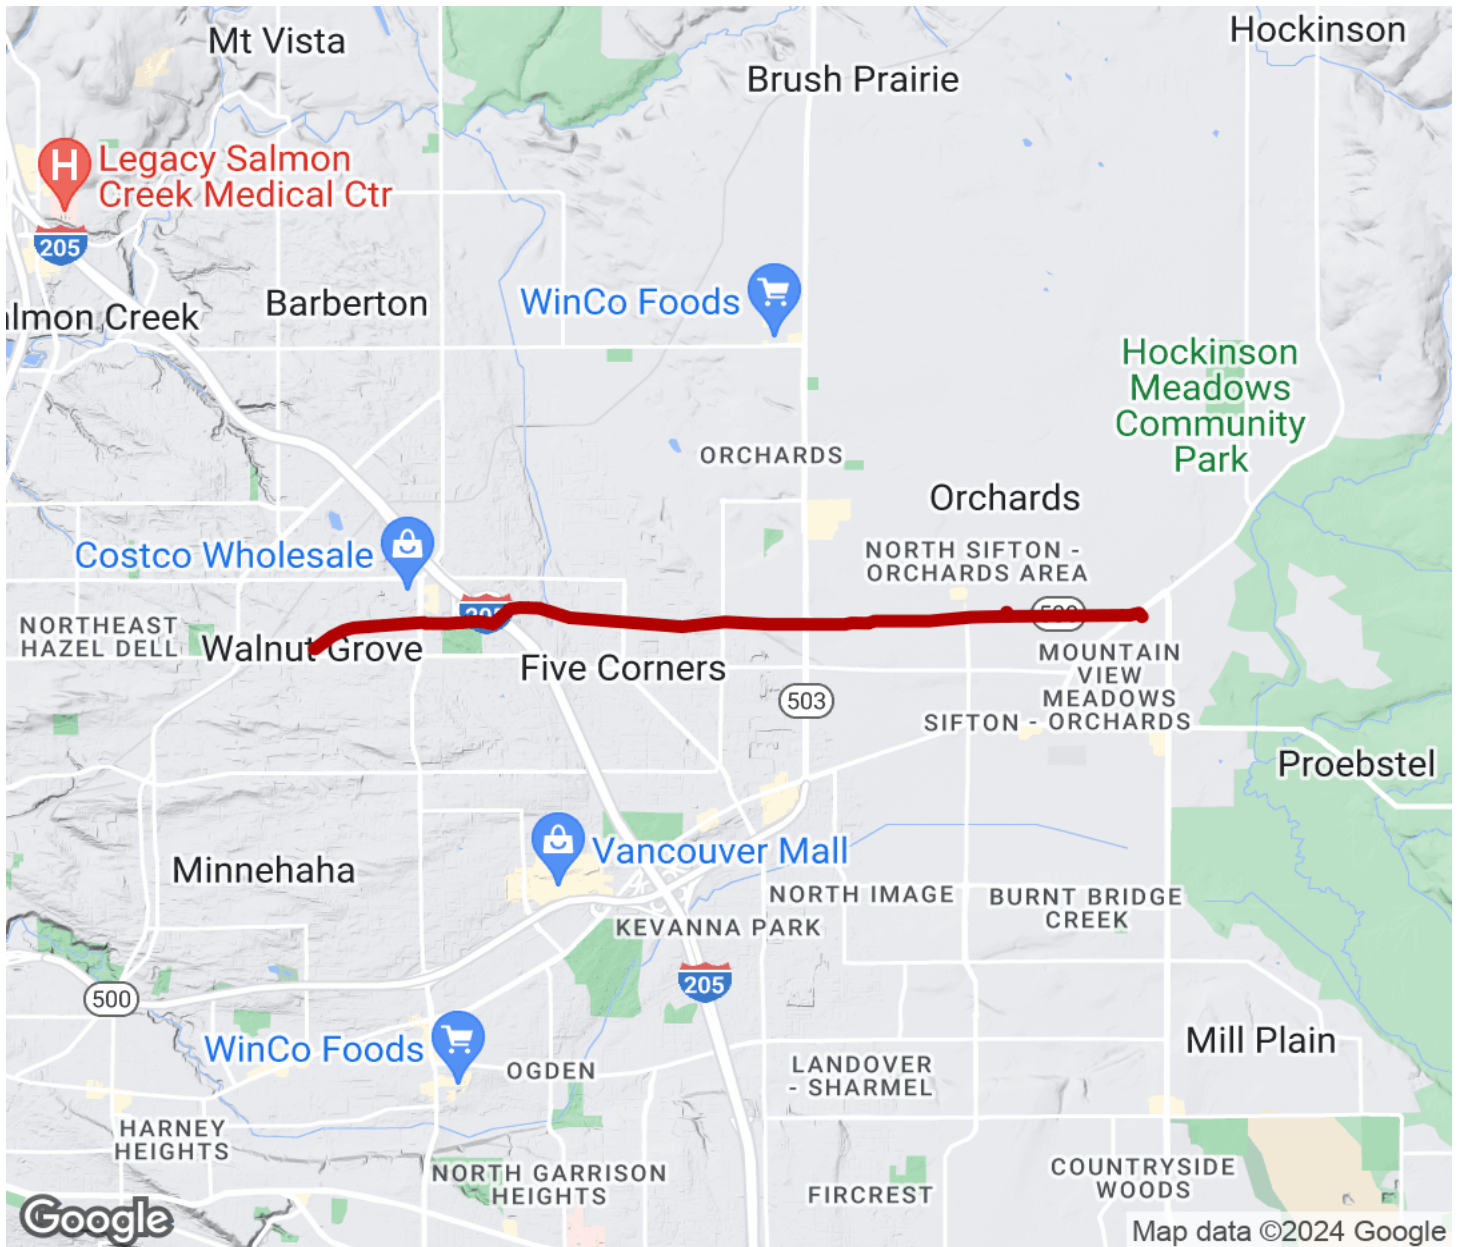 Mt Vista
Hockinson
Brush Prairie
H
Legacy Salmon
Creek Medical Ctr
205
Barberton
WinCo Foods
lmon Creek
Hockinson
Meadows
Community
Park
ORCHARDS
Orchards
Costco Wholesale
NORTH SIFTON -
ORCHARDS AREA
205
500
NORTHEAST
HAZEL DELL
Walnut Grove
Five Corners
MOUNTAIN
VIEW
MEADOWS
503
SIFTON - ORCHARDS
Proebstel
Vancouver Mall
Minnehaha
NORTH IMAGE
BURNT BRIDGE
CREEK
KEVANNA PARK
205
500
WinCo Foods
OGDEN
Mill Plain
LANDOVER
- SHARMEL
HARNEY
HEIGHTS
NORTH GARRISON
HEIGHTS
FIRCREST
COUNTRYSIDE
WOODS
Google
Map data ©2024 Google